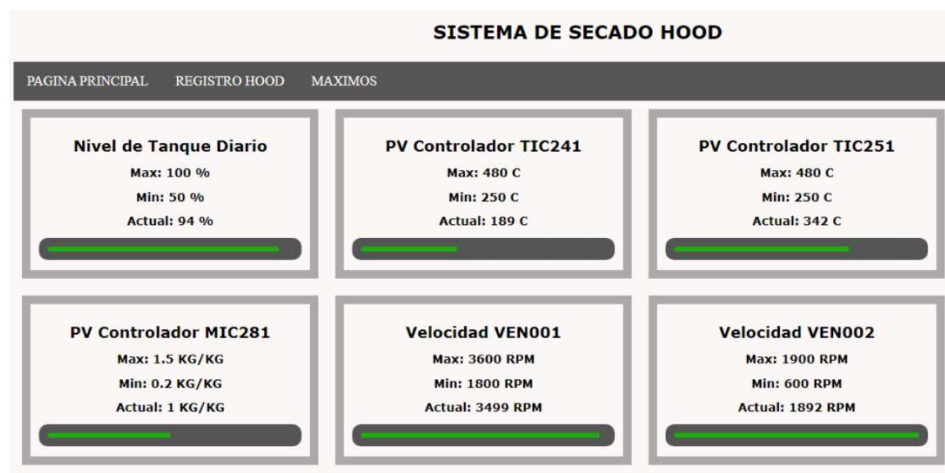 SISTEMA DE SECADO HOOD
PAGINA PRINCIPAL REGISTRO HOOD MAXIMOS
Nivel de Tanque Diario
Max: 100 %
Min: 50 %
Actual: 94 %
PV Controlador TIC241
Max: 480 C
Min: 250 C
Actual: 189 C
PV Controlador TIC251
Max: 480 C
Min: 250 C
Actual: 342 C
PV Controlador MIC281
Max: 1.5 KG/KG
Min: 0.2 KG/KG
Actual: 1 KG/KG
Velocidad VEN001
Max: 3600 RPM
Min: 1800 RPM
Actual: 3499 RPM
Velocidad VEN002
Max: 1900 RPM
Min: 600 RPM
Actual: 1892 RPM